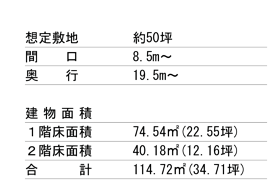 想定敷地 約50坪
間口 8.5m～
奥行 19.5m～
建物面積
1階床面積 74.54㎡(22.55坪)
2階床面積 40.18㎡(12.16坪)
合計 114.72㎡(34.71坪)